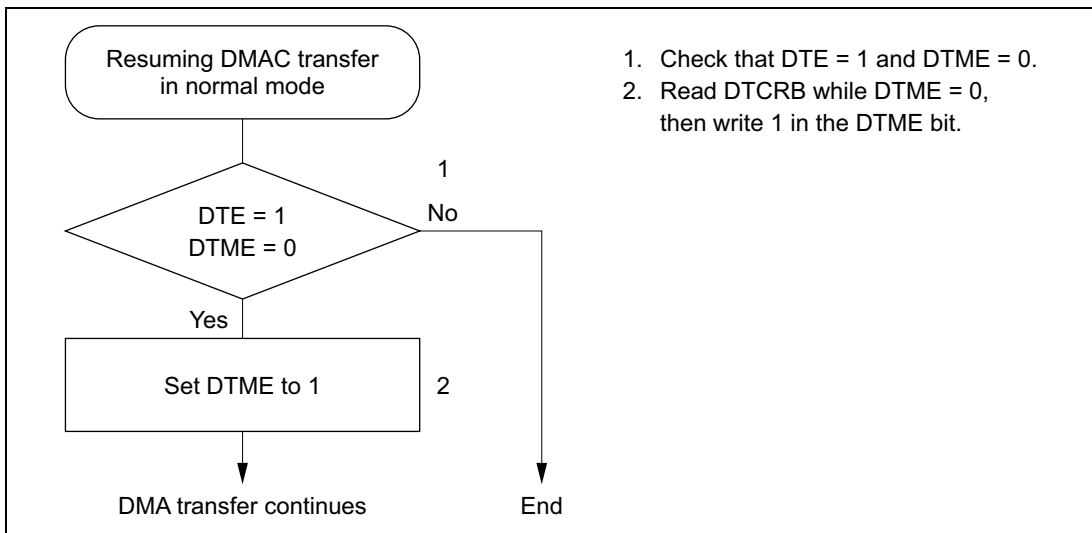 Resuming DMAC transfer
in normal mode
1
DTE = 1
DTME = 0
No
Yes
Set DTME to 1
2
DMA transfer continues
End
1. Check that DTE = 1 and DTME = 0.
2. Read DTCRB while DTME = 0,
then write 1 in the DTME bit.